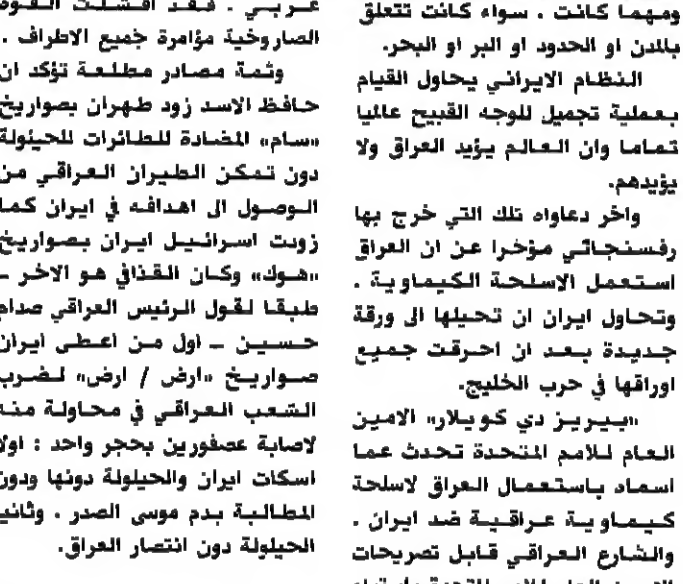 ومهما كانت . سواء كانت تتعلق
بالمدن او الحدود او البر او البحر.
النظام الايراني يحاول القيام
بعملية تجميل للوجه القبيح عالميا
تماما وان العالم يؤيد العراق ولا
يؤيدهم.
واخر دعاواه تلك التي خرج بها
رفسنجاني مؤخرا عن ان العراق
استعمل الاسلحة الكيماوية .
وتحاول ايران ان تحيلها الى ورقة
جديدة بعد ان احرقت جميع
اوراقها في حرب الخليج.
«بيريز دي كويلار» الامين
العام للأمم المتحدة تحدث عما
اسماه باستعمال العراق لاسلحة
كيماوية عراقية ضد ايران .
والشارع العراقي قابل تصريحات
عربي . فقد افشلت القوة
الصاروخية مؤامرة جميع الاطراف .
وثمة مصادر مطلعة تؤكد ان
حافظ الاسد زود طهران بصواريخ
«سام» المضادة للطائرات للحيئولة
دون تمكن الطيران العراقي من
الوصول الى اهدافه في ايران كما
زودت اسرائيل ايران بصواريخ
«هوك» وكان القذافي هو الاخر ــ
طبقا لقول الرئيس العراقي صدام
حسين ــ اول من اعطى ايران
صواريخ «ارض / ارض» لضرب
الشعب العراقي في محاولة منه
لاصابة عصفورين بحجر واحد : اولا
اسكات ايران والحيلولة دونها ودون
المطالبة بدم موسى الصدر . وثانيا
الحيلولة دون انتصار العراق.